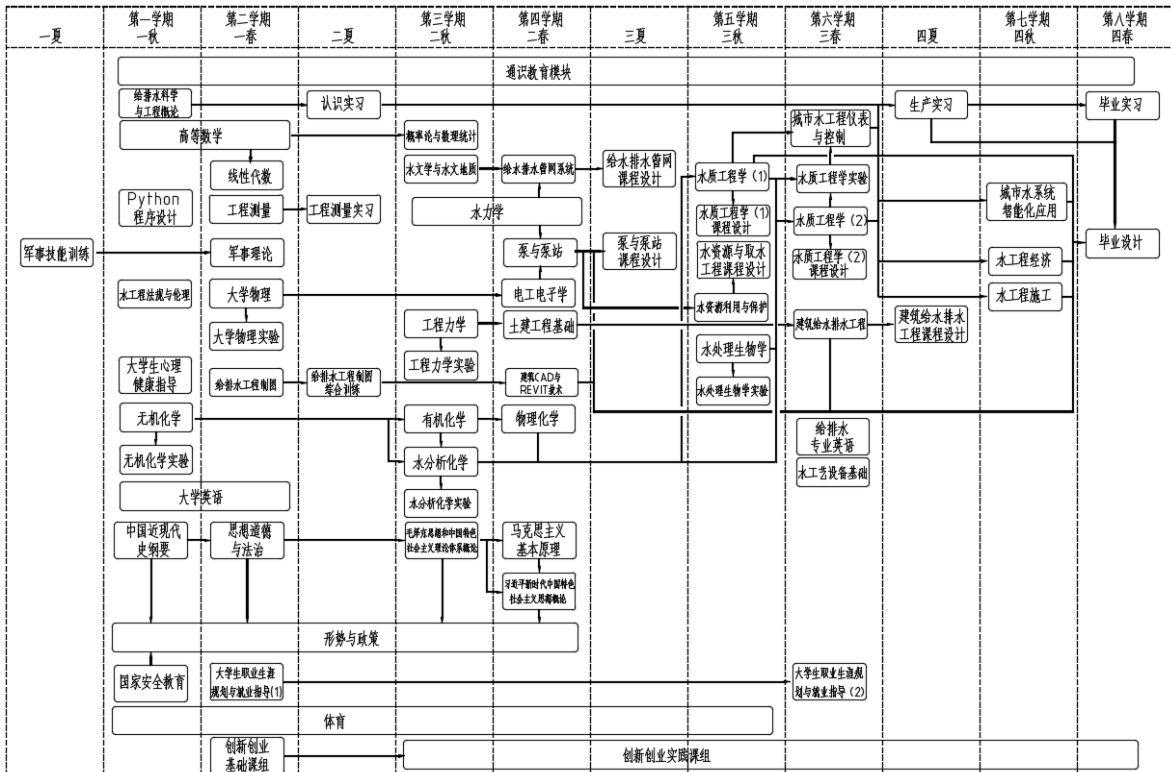 第一学期
第二学期
第三学期
第四学期
第五学期
第六学期
第七学期
第八学期
一夏
一秋
一春
二夏
二秋
二春
三夏
三秋
三春
四夏
四秋
四春
通识教育模块
给排水科学
与工程概论
认识实习
生产实习
毕业实习
高等数学
概率论与数理统计
城市水工程仪表
与控制
线性代数
水文学与水文地质
给水排水管网系统
给水排水管网
课程设计
水质工程学(1)
水质工程学实验
Python
程序设计
工程测量
工程测量实习
水力学
水质工程学(1)
课程设计
水质工程学(2)
城市水系统
智能化应用
军事技能训练
军事理论
泵与泵站
泵与泵站
课程设计
水资源与取水
工程课程设计
水质工程学(2)
课程设计
水工程经济
毕业设计
水工程法规与伦理
大学物理
电工电子学
水资源利用与保护
水工程施工
大学物理实验
工程力学
土建工程基础
建筑给水排水工程
建筑给水排水
工程课程设计
大学生心理
健康指导
给排水工程制图
给排水工程制图
综合训练
工程力学实验
建筑CAD与
REVIT技术
水处理生物学
水处理生物学实验
无机化学
有机化学
物理化学
给排水
专业英语
无机化学实验
水分析化学
水工艺设备基础
大学英语
水分析化学实验
中国近现代
史纲要
思想道德
与法治
毛泽东思想和中国特色
社会主义理论体系概论
马克思主义
基本原理
习近平新时代中国特色
社会主义思想概论
形势与政策
国家安全教育
大学生职业生涯
规划与就业指导(1)
大学生职业生涯规
划与就业指导(2)
体育
创新创业
基础课组
创新创业实践课组